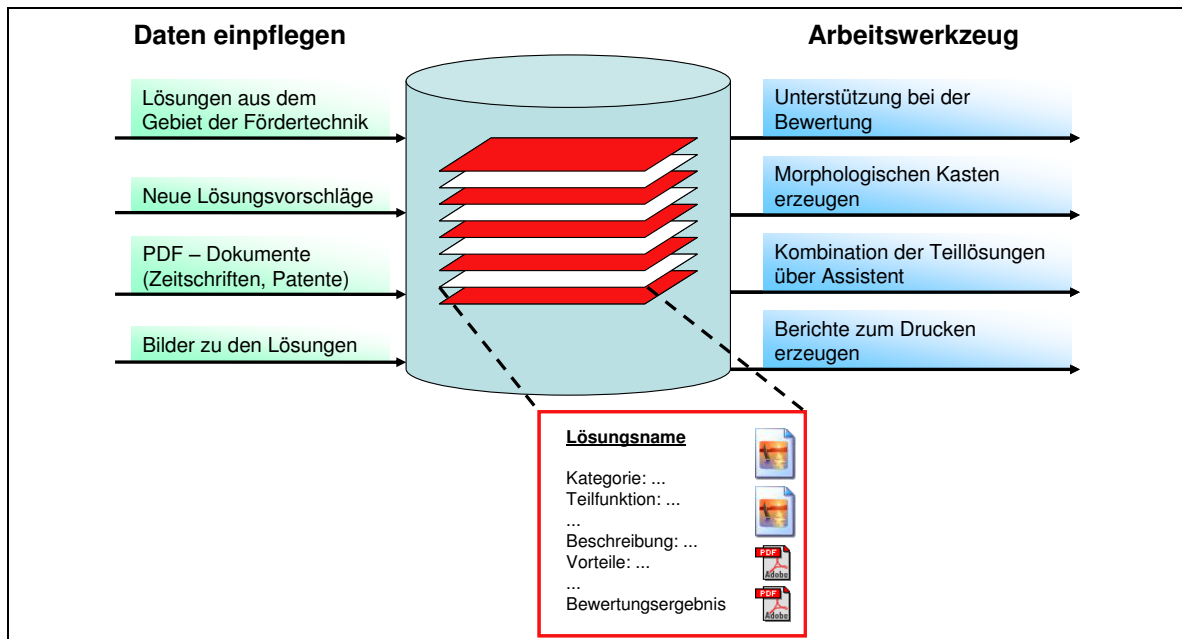 Daten einpflegen
Lösungen aus dem
Gebiet der Fördertechnik
Neue Lösungsvorschläge
PDF – Dokumente
(Zeitschriften, Patente)
Bilder zu den Lösungen
Arbeitswerkzeug
Unterstützung bei der
Bewertung
Morphologischen Kasten
erzeugen
Kombination der Teillösungen
über Assistent
Berichte zum Drucken
erzeugen
Lösungsname
Kategorie: ...
Teilfunktion: ...
...
Beschreibung: ...
Vorteile: ...
...
Bewertungsergebnis
PDF
Adobe
PDF
Adobe